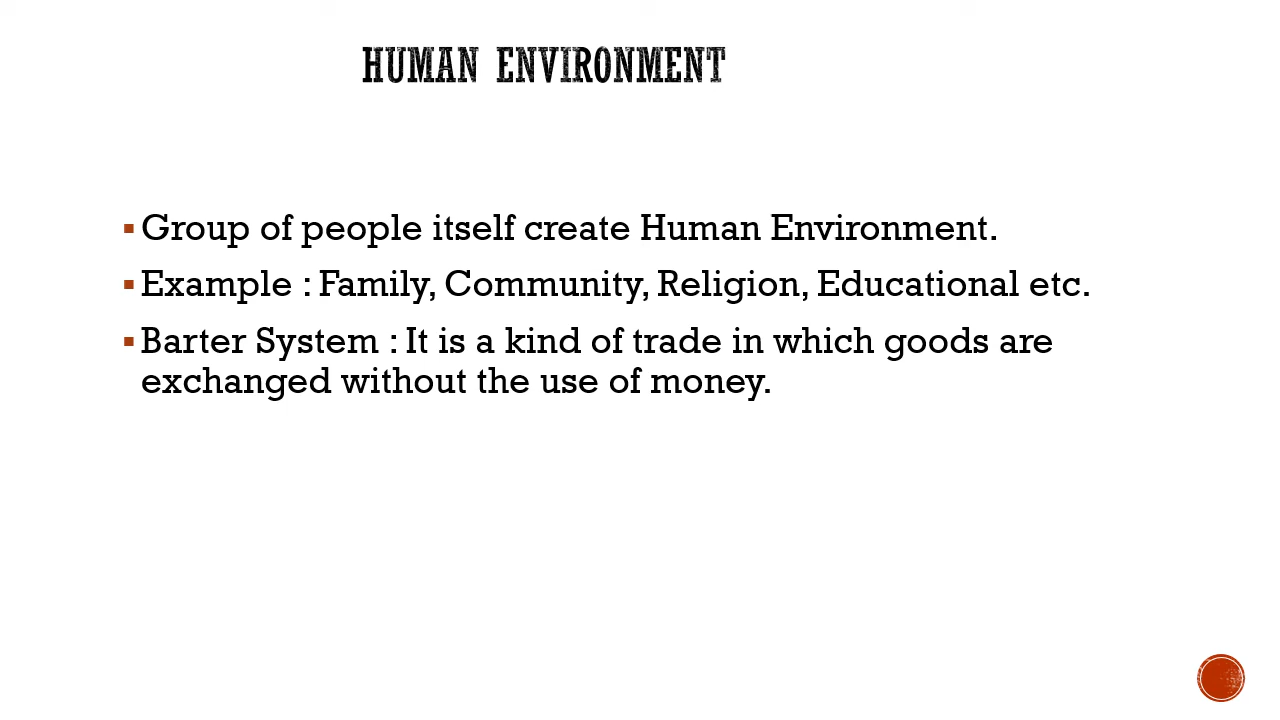 HUMAN ENVIRONMENT
▪ Group of people itself create Human Environment.
▪ Example : Family, Community, Religion, Educational etc.
▪ Barter System : It is a kind of trade in which goods are
exchanged without the use of money.